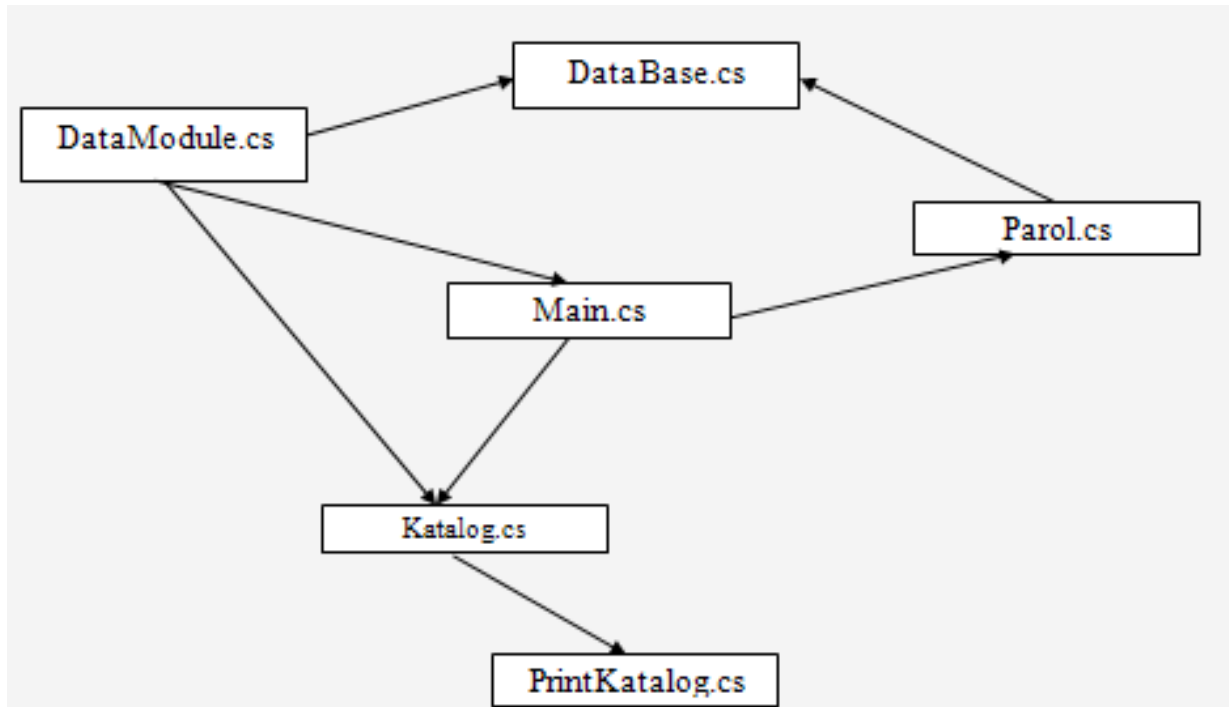 DataBase.cs
DataModule.cs
Parol.cs
Main.cs
Katalog.cs
PrintKatalog.cs